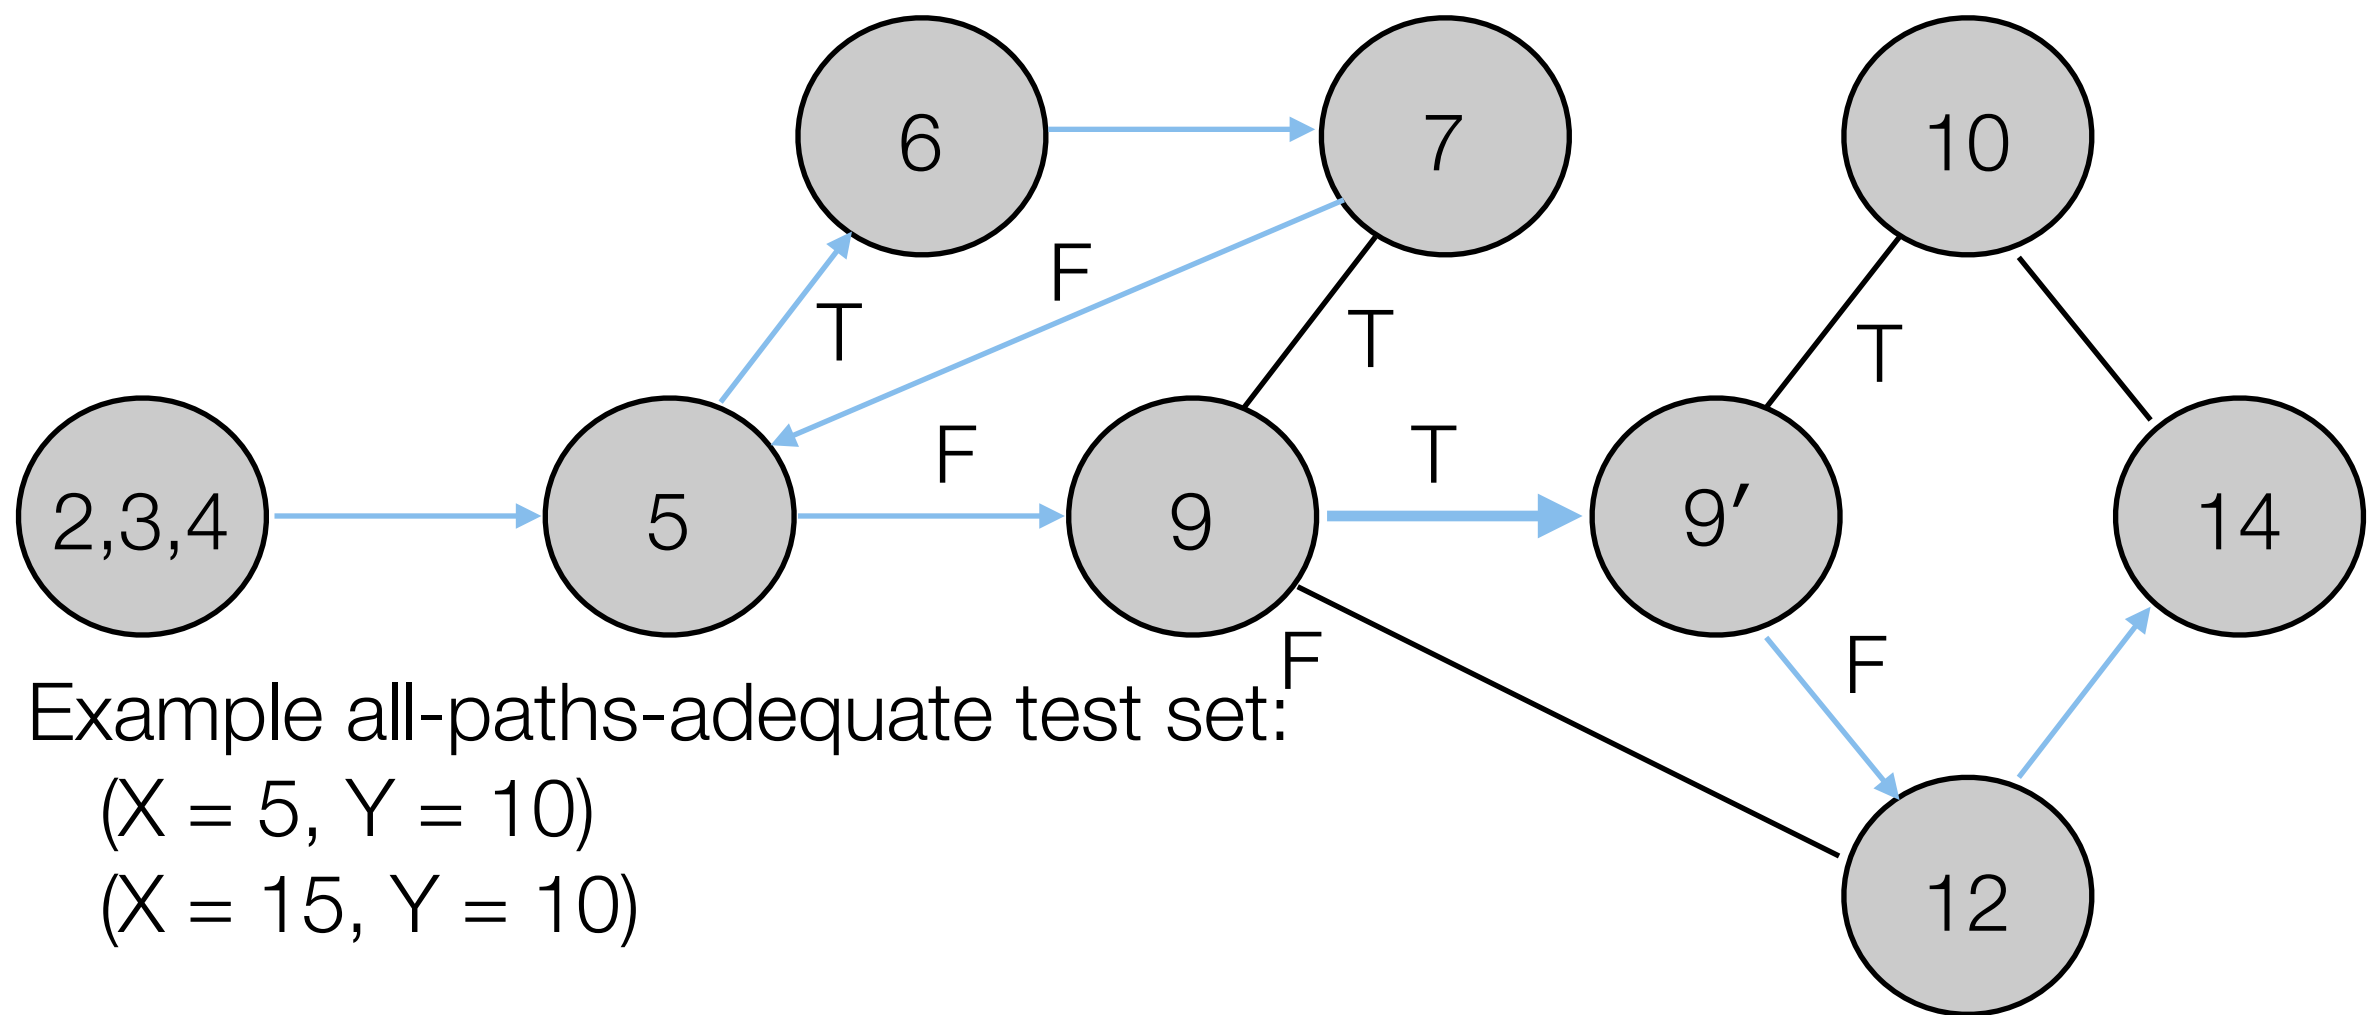 6
7
10
F
T
T
T
F
T
2,3,4
5
9
9′
14
F
F
Example all-paths-adequate test set:
(X = 5, Y = 10)
(X = 15, Y = 10)
12